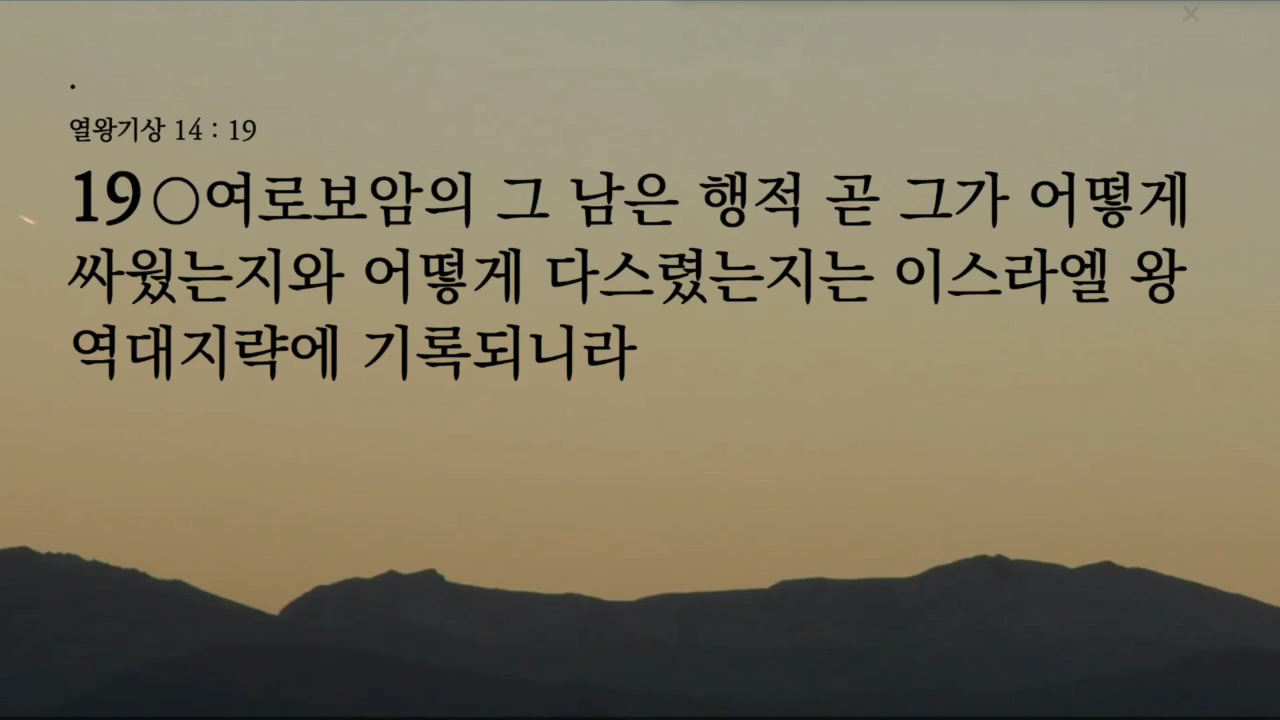 .
열왕기상 14 : 19
19○여로보암의 그 남은 행적 곧 그가 어떻게
싸웠는지와 어떻게 다스렸는지는 이스라엘 왕
역대지략에 기록되니라